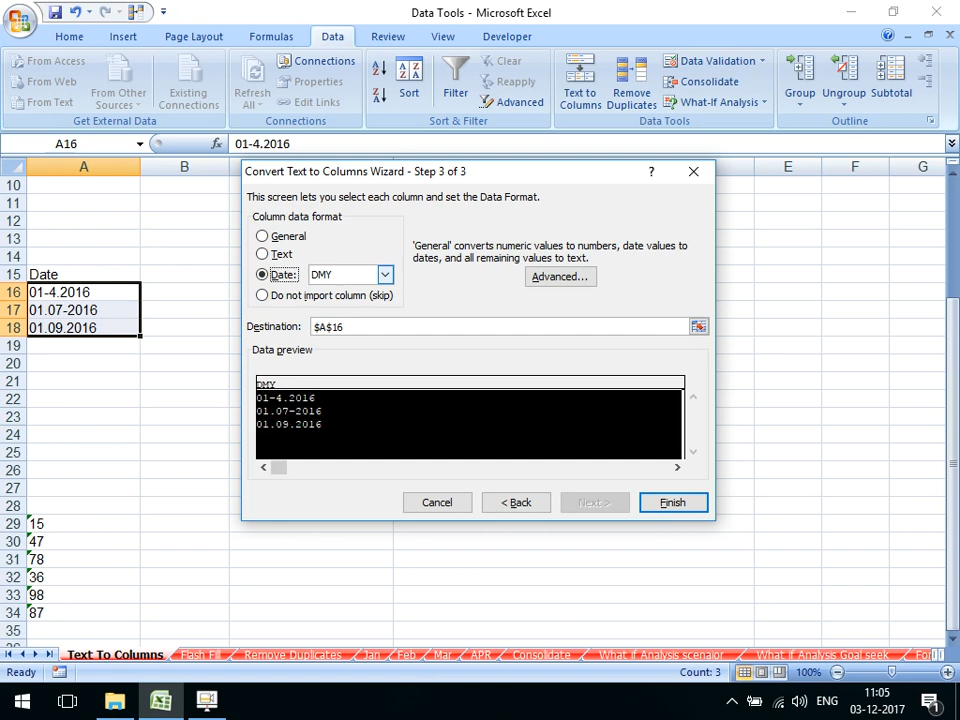 Data Tools - Microsoft Excel
Home Insert Page Layout Formulas Data Review View Developer
From Access
From Web
From Text
From Other Sources
Existing Connections
Get External Data
Refresh All
Connections
Properties
Edit Links
Connections
Sort
Filter
Clear
Reapply
Advanced
Sort & Filter
Text to Columns
Remove Duplicates
Data Validation
Consolidate
What-If Analysis
Data Tools
Group Ungroup Subtotal
Outline
A16 fx 01-4.2016
A B E F G
10
11
12
13
14
15 Date
16 01-4.2016
17 01.07-2016
18 01.09.2016
19
20
21
22
23
24
25
26
27
28
29 15
30 47
31 78
32 36
33 98
34 87
35
Convert Text to Columns Wizard - Step 3 of 3 ?
This screen lets you select each column and set the Data Format.
Column data format
General
Text
Date: DMY
Do not import column (skip)
'General' converts numeric values to numbers, date values to
dates, and all remaining values to text.
Advanced...
Destination: $A$16
Data preview
DMY
01-4.2016
01.07-2016
01.09.2016
Cancel < Back Next > Finish
Text To Columns Flash Fill Remove Duplicates Jan Feb Mar APR Consolidate What if Analysis scenaior What if Analysis Goal seek
Ready Count: 3 100%
ENG 11:05
03-12-2017
1